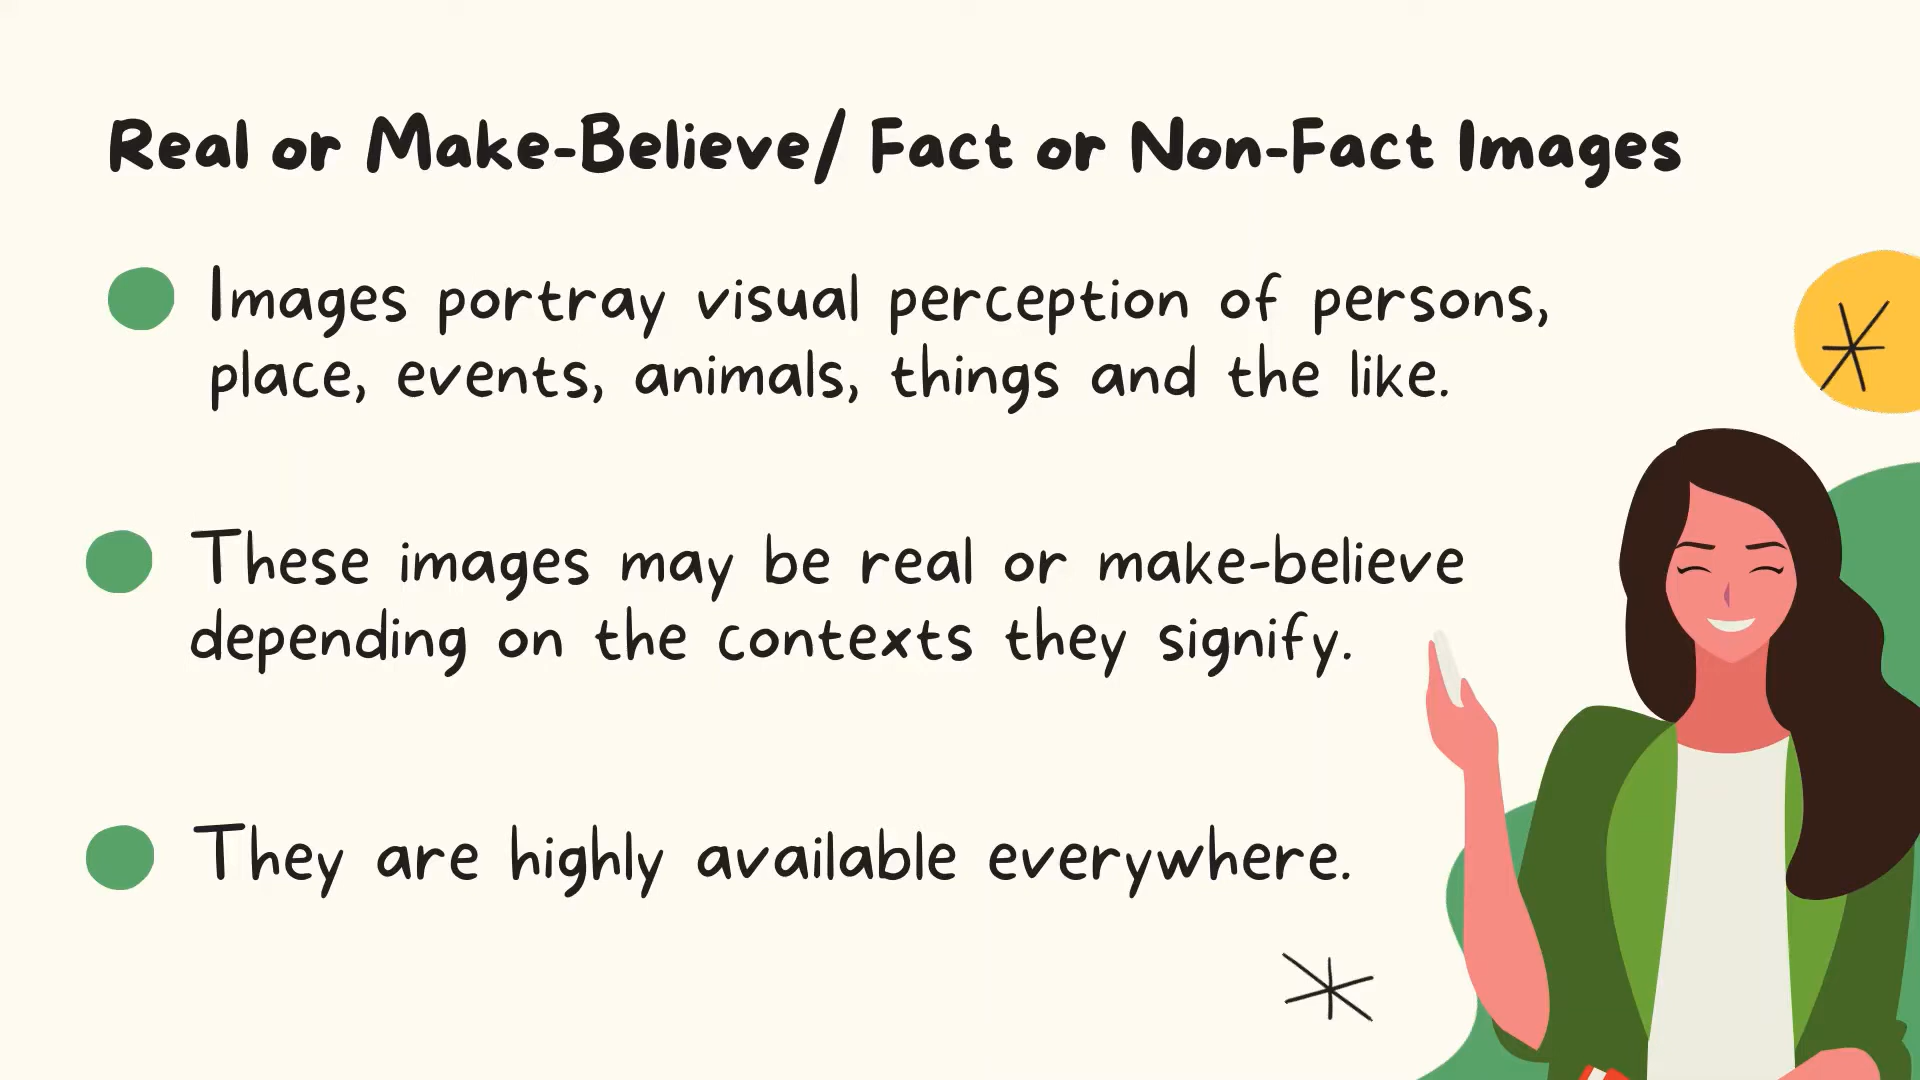 Real or Make-Believe/ Fact or Non-Fact Images
Images portray visual perception of persons,
place, events, animals, things and the like.
These images may be real or make-believe
depending on the contexts they signify.
They are highly available everywhere.